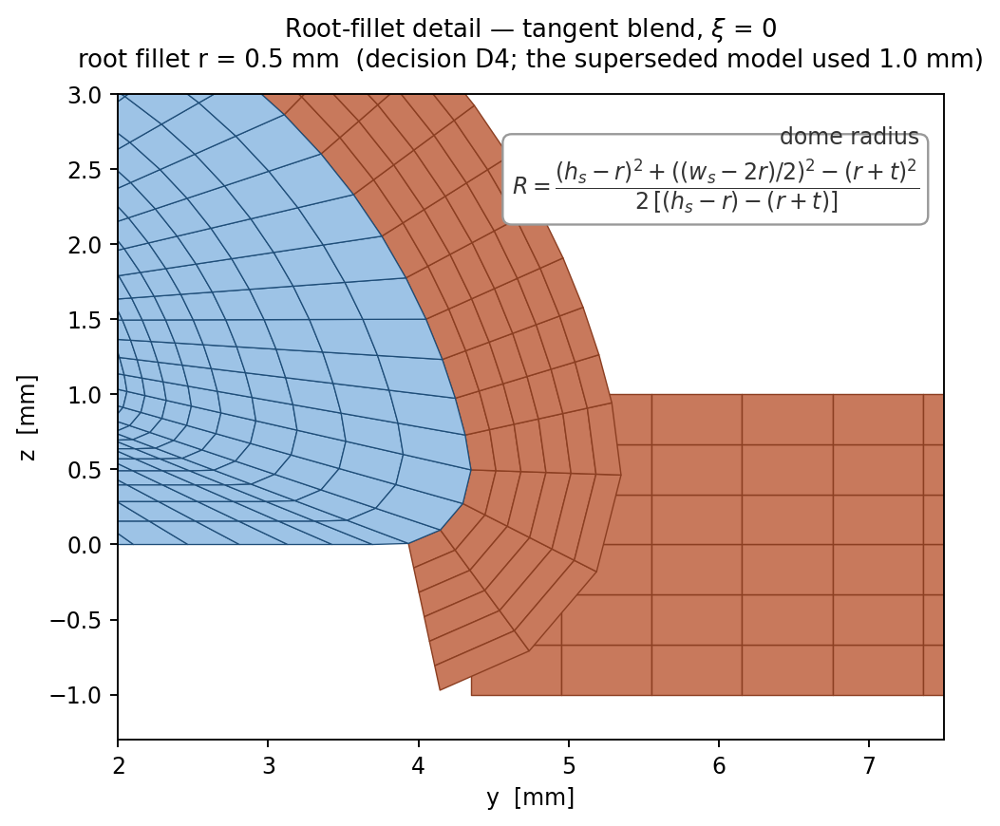 Root-fillet detail — tangent blend, ξ = 0
root fillet r = 0.5 mm  (decision D4; the superseded model used 1.0 mm)
3.0
2.5
2.0
1.5
1.0
0.5
0.0
−0.5
−1.0
z [mm]
dome radius
R = \frac{(h_s − r)^2 + ((w_s − 2r)/2)^2 − (r + t)^2}{2 [(h_s − r) − (r + t)]}
2 3 4 5 6 7
y [mm]